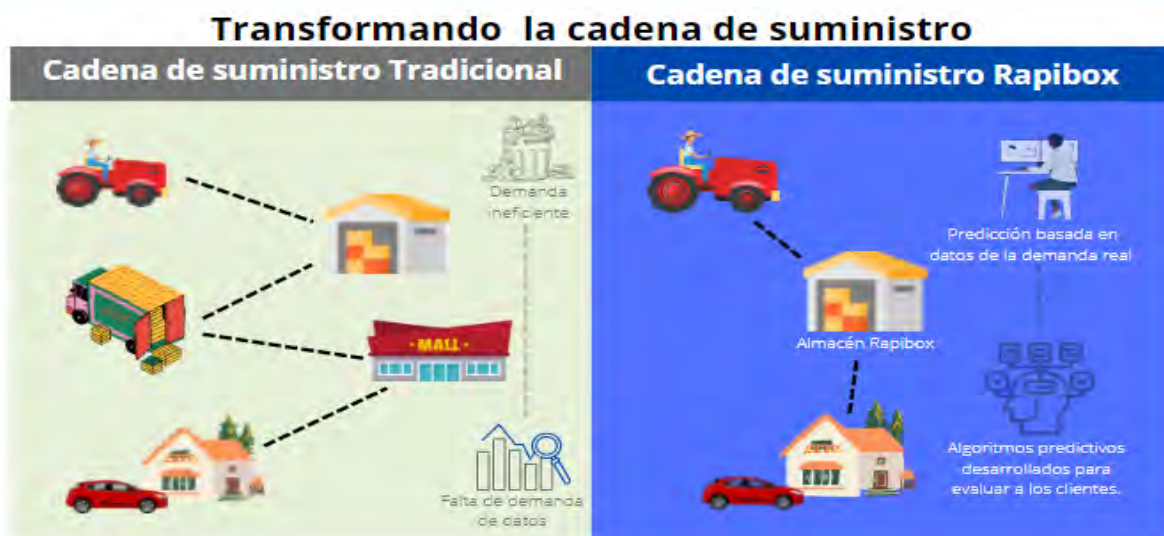 Transformando la cadena de suministro
Cadena de suministro Tradicional
Demanda
ineficiente
MALL
Falta de demanda
de datos
Cadena de suministro Rapibox
Predicción basada en
datos de la demanda real
Almacén Rapibox
Algoritmos predictivos
desarrollados para
evaluar a los clientes.